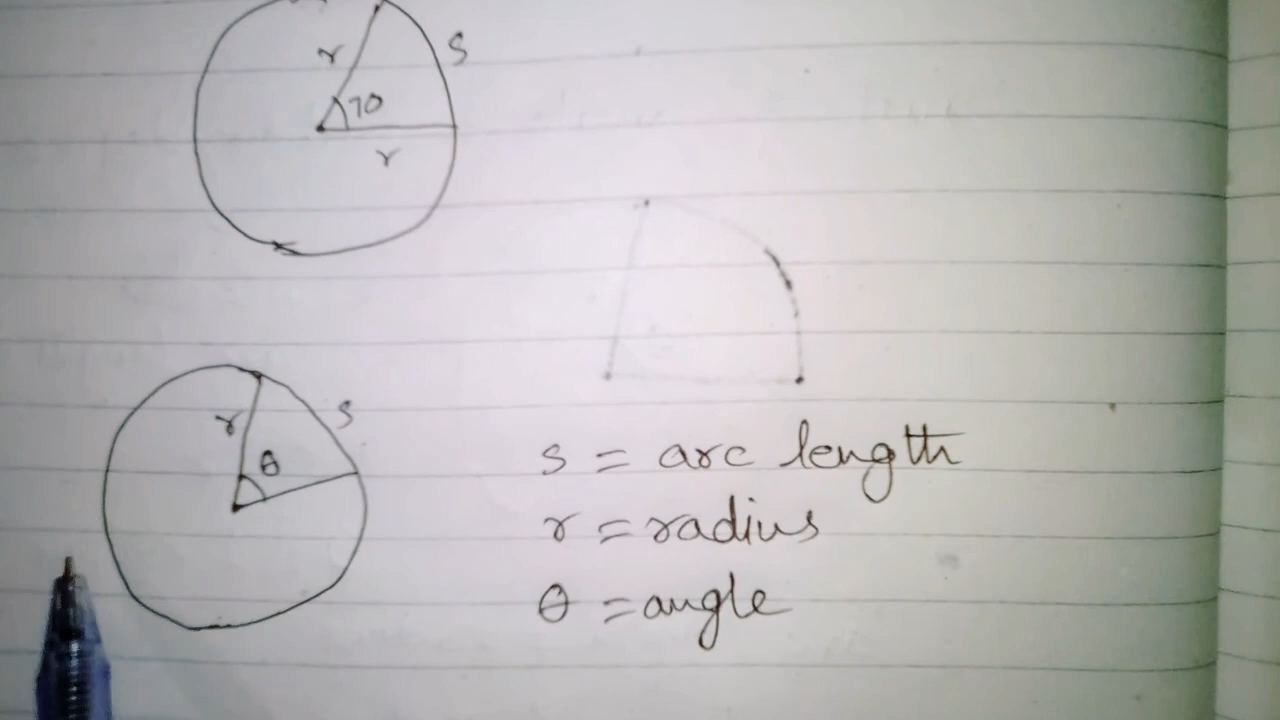 r
S
70
r
r
s
θ
s = arc length
r = radius
θ = angle